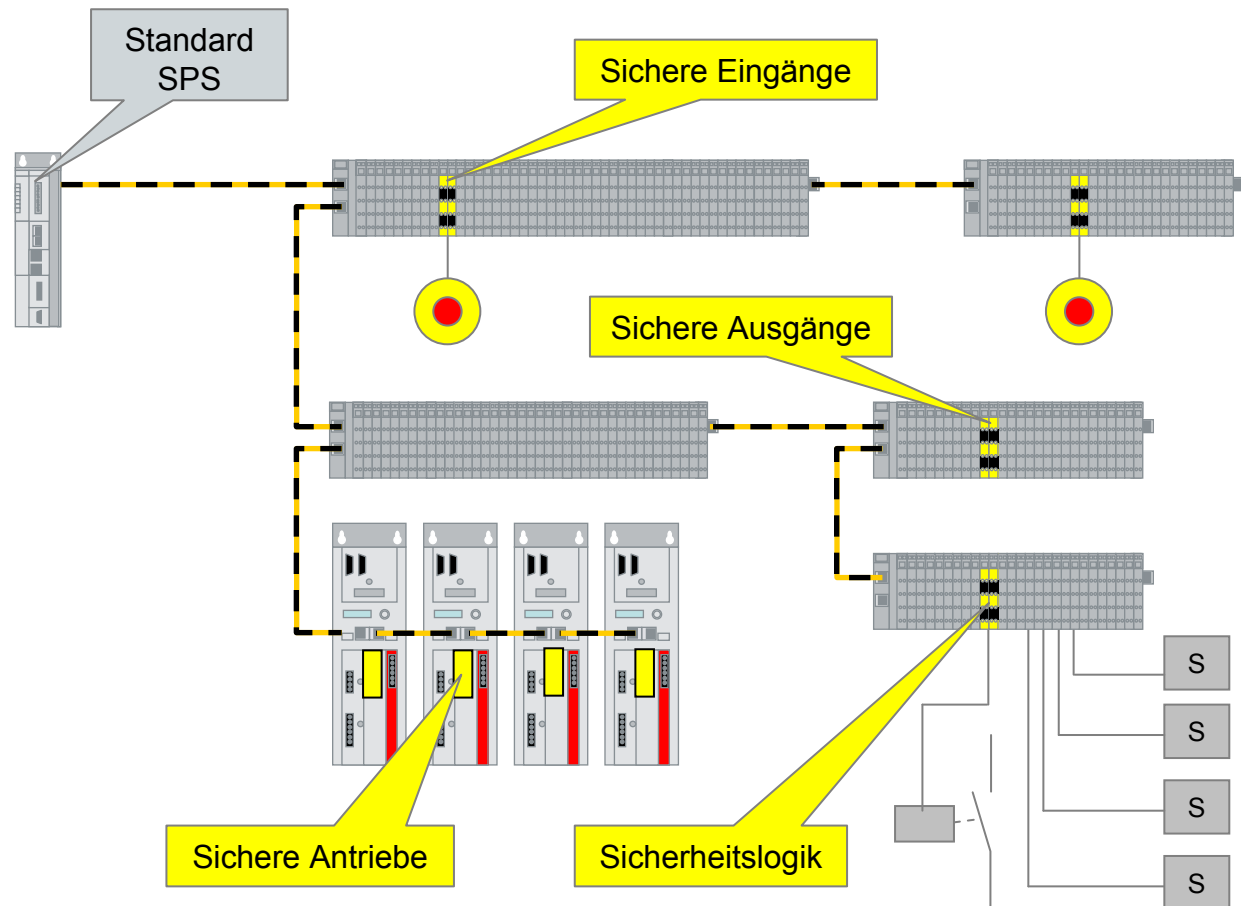 Standard
SPS
Sichere Eingänge
Sichere Ausgänge
S
S
S
S
Sichere Antriebe
Sicherheitslogik